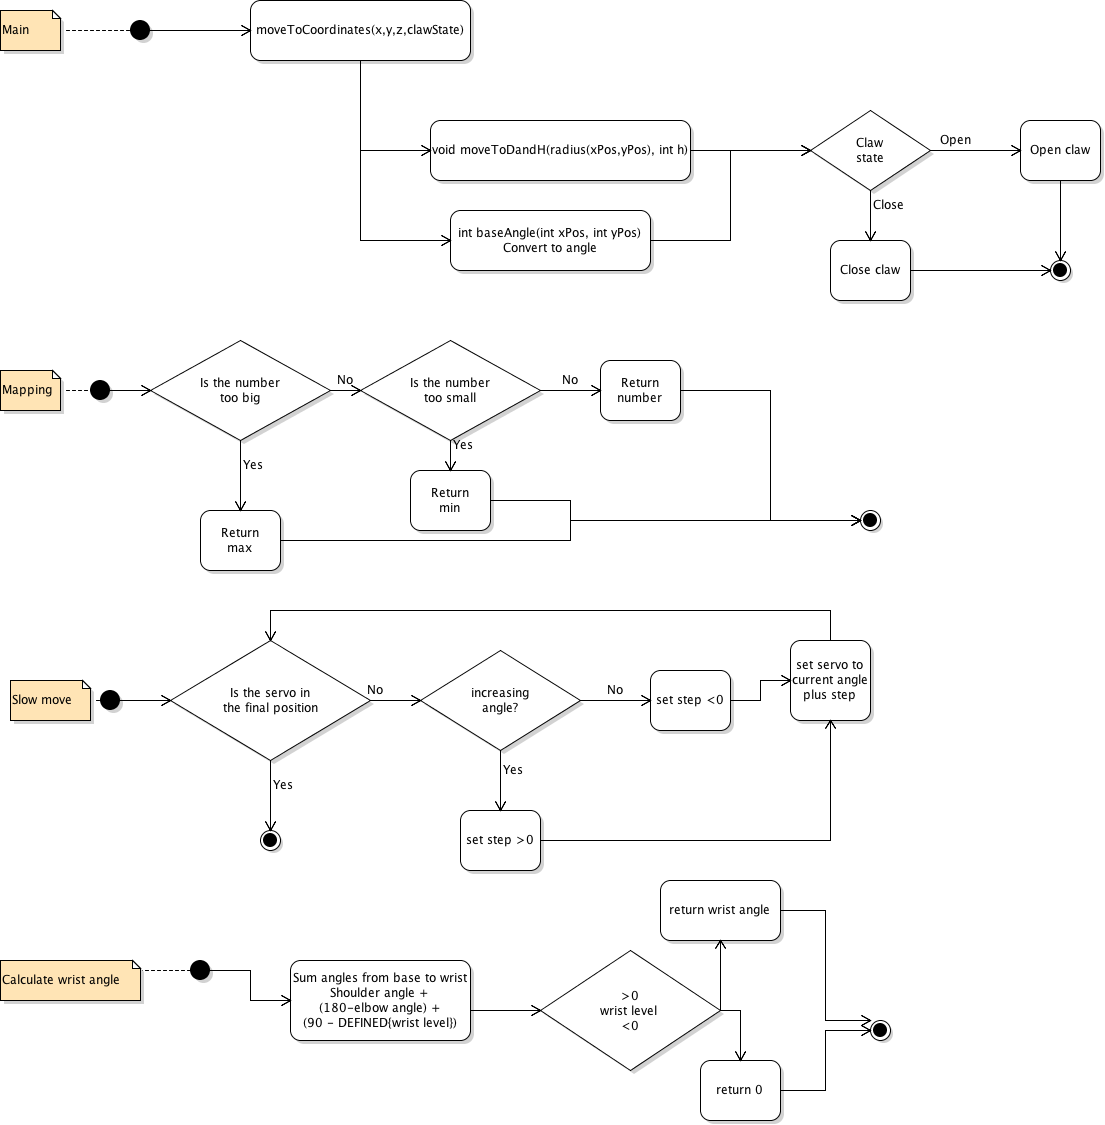 Main
moveToCoordinates(x,y,z,clawState)
void moveToDandH(radius(xPos,yPos), int h)
int baseAngle(int xPos, int yPos)
Convert to angle
Claw
state
Open
Open claw
Close
Close claw
Mapping
Is the number
too big
No
Is the number
too small
No
Return
number
Yes
Return
min
Yes
Return
max
Slow move
Is the servo in
the final position
No
increasing
angle?
No
set step <0
set servo to
current angle
plus step
Yes
Yes
set step >0
Calculate wrist angle
Sum angles from base to wrist
Shoulder angle +
(180-elbow angle) +
(90 - DEFINED{wrist level})
>0
wrist level
<0
return wrist angle
return 0